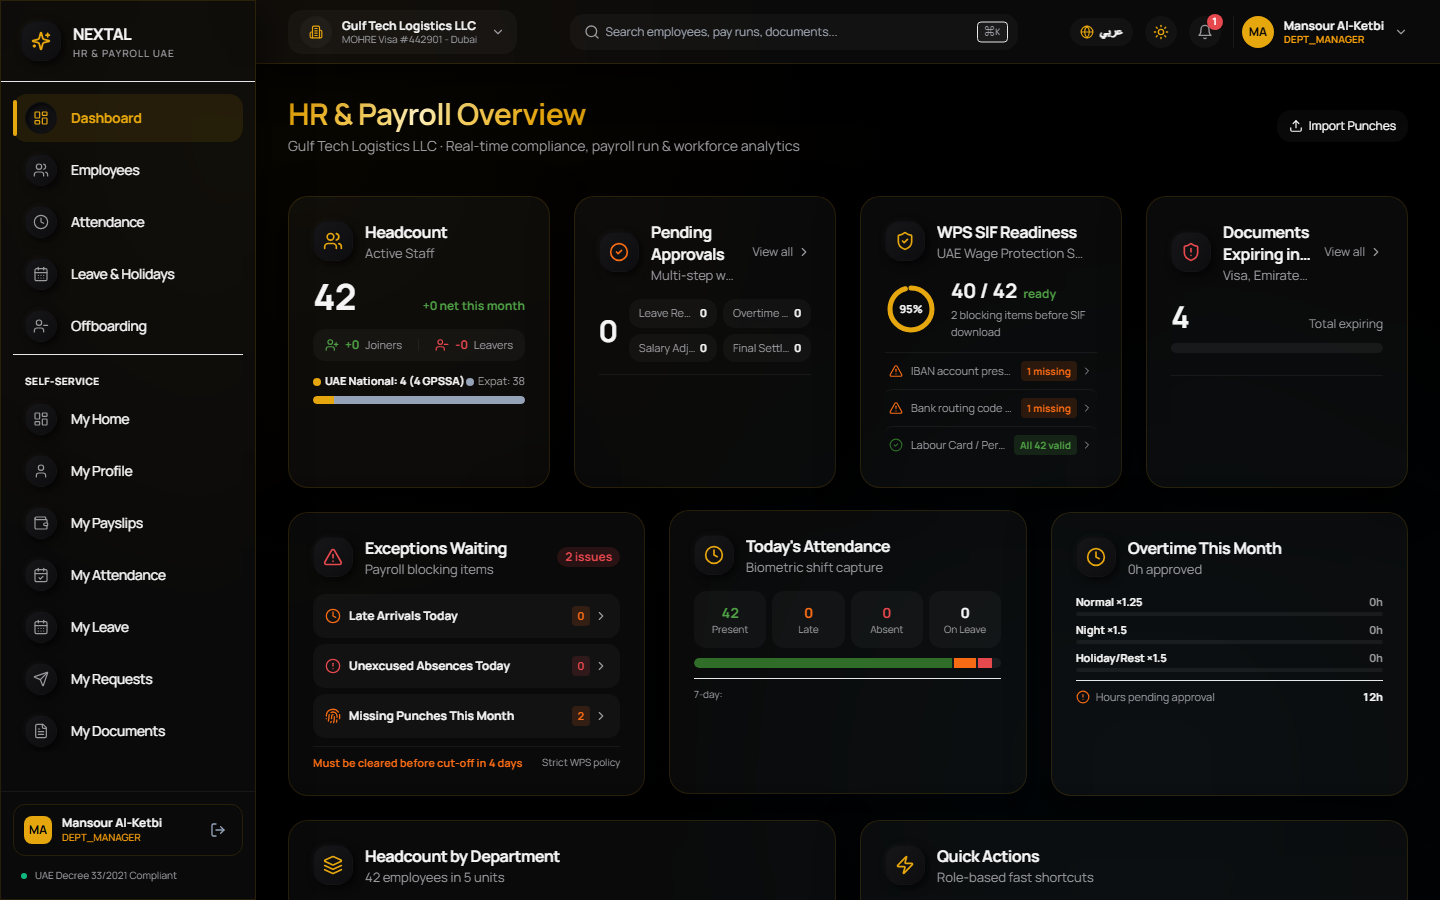 NEXTAL
HR & PAYROLL UAE
Dashboard
Employees
Attendance
Leave & Holidays
Offboarding
SELF-SERVICE
My Home
My Profile
My Payslips
My Attendance
My Leave
My Requests
My Documents
MA
Mansour Al-Ketbi
DEPT_MANAGER
UAE Decree 33/2021 Compliant
Gulf Tech Logistics LLC
MOHRE Visa #442901 - Dubai
Search employees, pay runs, documents...
⌘K
عربي
1
MA
Mansour Al-Ketbi
DEPT_MANAGER
HR & Payroll Overview
Gulf Tech Logistics LLC · Real-time compliance, payroll run & workforce analytics
Import Punches
Headcount
Active Staff
42
+0 net this month
+0 Joiners
-0 Leavers
UAE National: 4 (4 GPSSA)
Expat: 38
Pending
Approvals
Multi-step w...
View all
0
Leave Re... 0
Overtime ... 0
Salary Adj... 0
Final Settl... 0
WPS SIF Readiness
UAE Wage Protection S...
95%
40 / 42 ready
2 blocking items before SIF
download
IBAN account pres... 1 missing
Bank routing code ... 1 missing
Labour Card / Per... All 42 valid
Documents
Expiring in...
Visa, Emirate...
View all
4
Total expiring
Exceptions Waiting
Payroll blocking items
2 issues
Late Arrivals Today 0
Unexcused Absences Today 0
Missing Punches This Month 2
Must be cleared before cut-off in 4 days
Strict WPS policy
Today's Attendance
Biometric shift capture
42
Present
0
Late
0
Absent
0
On Leave
7-day:
Overtime This Month
0h approved
Normal ×1.25 0h
Night ×1.5 0h
Holiday/Rest ×1.5 0h
Hours pending approval 12h
Headcount by Department
42 employees in 5 units
Quick Actions
Role-based fast shortcuts